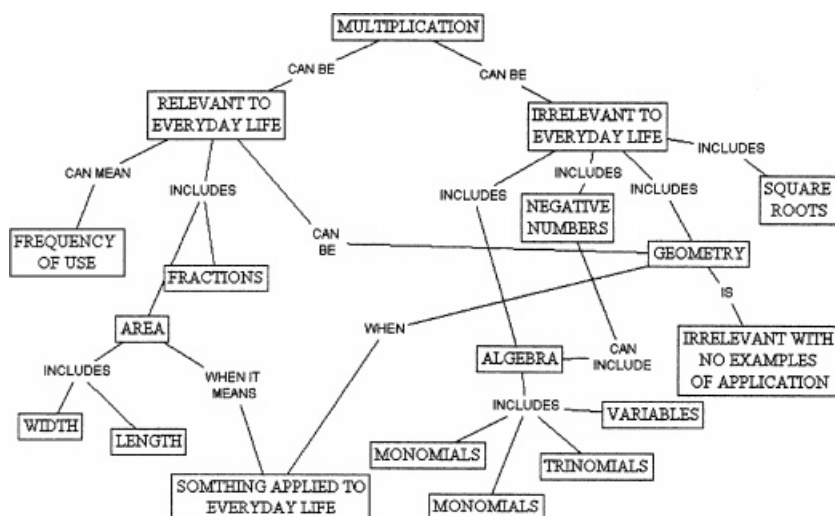 MULTIPLICATION
CAN BE
CAN BE
RELEVANT TO
EVERYDAY LIFE
IRRELEVANT TO
EVERYDAY LIFE
CAN MEAN
INCLUDES
INCLUDES
INCLUDES
INCLUDES
INCLUDES
SQUARE
ROOTS
FREQUENCY
OF USE
FRACTIONS
CAN
BE
NEGATIVE
NUMBERS
GEOMETRY
IS
AREA
WHEN
ALGEBRA
CAN
INCLUDE
IRRELEVANT WITH
NO EXAMPLES
OF APPLICATION
INCLUDES
WHEN IT
MEANS
WIDTH
LENGTH
INCLUDES
VARIABLES
MONOMIALS
TRINOMIALS
MONOMIALS
SOMTHING APPLIED TO
EVERYDAY LIFE